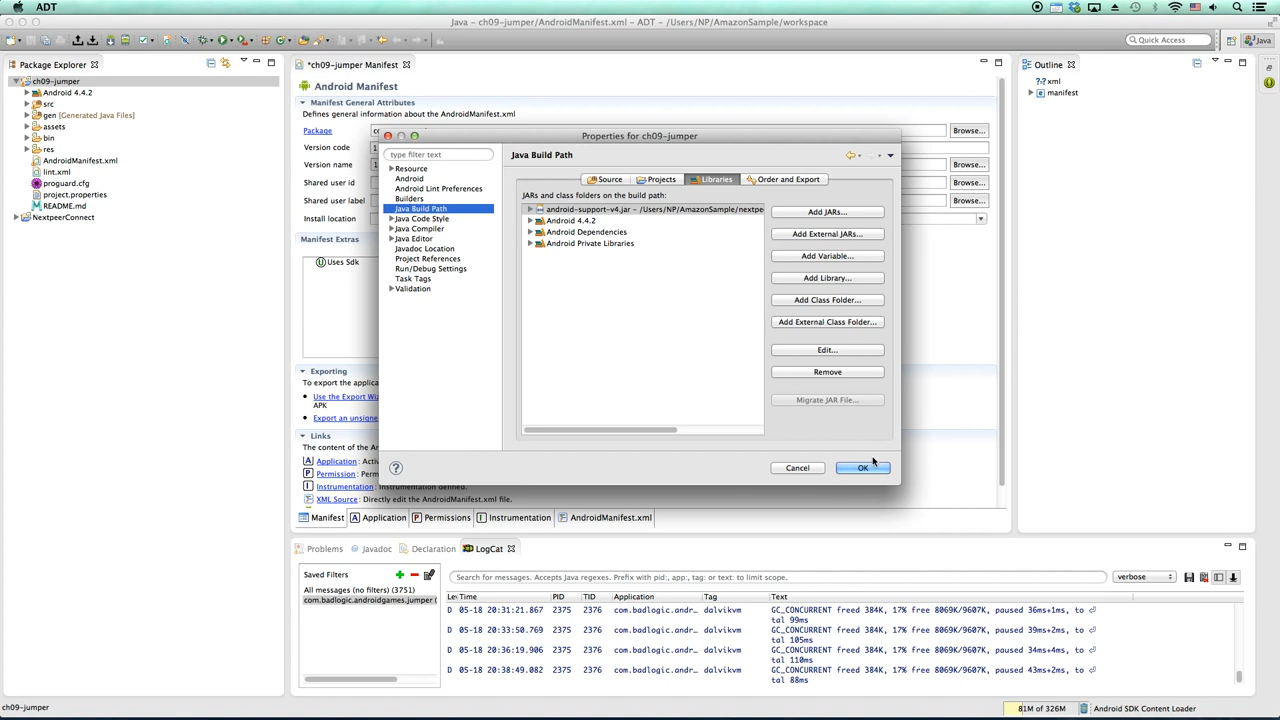 ADT
Java - ch09-jumper/AndroidManifest.xml - ADT - /Users/NP/AmazonSample/workspace
Quick Access
Java
Package Explorer
ch09-jumper
Android 4.4.2
src
gen [Generated Java Files]
assets
bin
res
AndroidManifest.xml
lint.xml
proguard.cfg
project.properties
README.md
NextpeerConnect
*ch09-jumper Manifest
Android Manifest
Manifest General Attributes
Defines general information about the AndroidManifest.xml
Package
Browse...
Version code
Version name
Browse...
Shared user id
Browse...
Shared user label
Browse...
Install location
Manifest Extras
Uses Sdk
Exporting
To export the applica
Use the Export Wiz
APK
Export an unsigne
Links
The content of the An
Application: Activ
Permission: Perm
Instrumentation: Instrumentation defined.
XML Source: Directly edit the AndroidManifest.xml file.
Manifest
Application
Permissions
Instrumentation
AndroidManifest.xml
Outline
xml
manifest
Properties for ch09-jumper
type filter text
Resource
Android
Android Lint Preferences
Builders
Java Build Path
Java Code Style
Java Compiler
Java Editor
Javadoc Location
Project References
Run/Debug Settings
Task Tags
Validation
Java Build Path
Source
Projects
Libraries
Order and Export
JARs and class folders on the build path:
android-support-v4.jar - /Users/NP/AmazonSample/nextpe
Android 4.4.2
Android Dependencies
Android Private Libraries
Add JARs...
Add External JARs...
Add Variable...
Add Library...
Add Class Folder...
Add External Class Folder...
Edit...
Remove
Migrate JAR File...
Cancel
OK
Problems
Javadoc
Declaration
LogCat
Saved Filters
All messages (no filters) (3751)
com.badlogic.androidgames.jumper (
Search for messages. Accepts Java regexes. Prefix with pid:, app:, tag: or text: to limit scope.
verbose
Time PID TID Application Tag Text
D 05-18 20:31:21.867 2375 2376 com.badlogic.andr... dalvikvm GC_CONCURRENT freed 384K, 17% free 8069K/9607K, paused 36ms+1ms, to
tal 99ms
D 05-18 20:33:50.769 2375 2376 com.badlogic.andr... dalvikvm GC_CONCURRENT freed 384K, 17% free 8069K/9607K, paused 39ms+2ms, to
tal 105ms
D 05-18 20:36:19.906 2375 2376 com.badlogic.andr... dalvikvm GC_CONCURRENT freed 384K, 17% free 8069K/9607K, paused 34ms+4ms, to
tal 110ms
D 05-18 20:38:49.082 2375 2376 com.badlogic.andr... dalvikvm GC_CONCURRENT freed 384K, 17% free 8069K/9607K, paused 43ms+2ms, to
tal 88ms
ch09-jumper
81M of 326M
Android SDK Content Loader